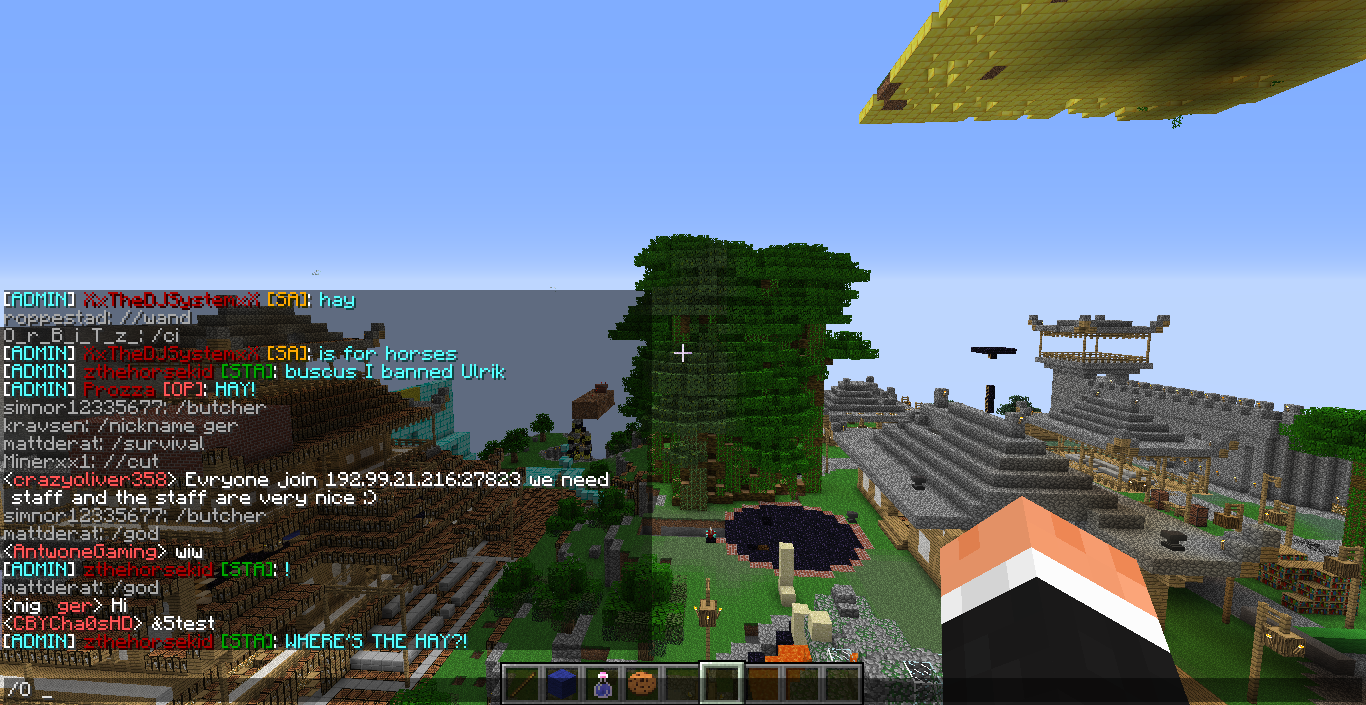 [ADMIN] XxTheDJSystemxX [SA]: hay
roppestad: //wand
O_r_B_i_T_z_: /ci
[ADMIN] XxTheDJSystemxX [SA]: is for horses
[ADMIN] zthehorsekid [STA]: buscus I banned Ulrik
[ADMIN] Prozza [OP]: HAY!
simnor12335677: /butcher
kravsen: /nickname ger
mattderat: /survival
Minerxx1: //cut
<crazyoliver358> Evryone join 192.99.21.216:27823 we need
staff and the staff are very nice :)
simnor12335677: /butcher
mattderat: /god
<AntwoneGaming> wiw
[ADMIN] zthehorsekid [STA]: !
mattderat: /god
<nig ger> Hi
<CBYCha0sHD> &5test
[ADMIN] zthehorsekid [STA]: WHERE'S THE HAY?!
/O _